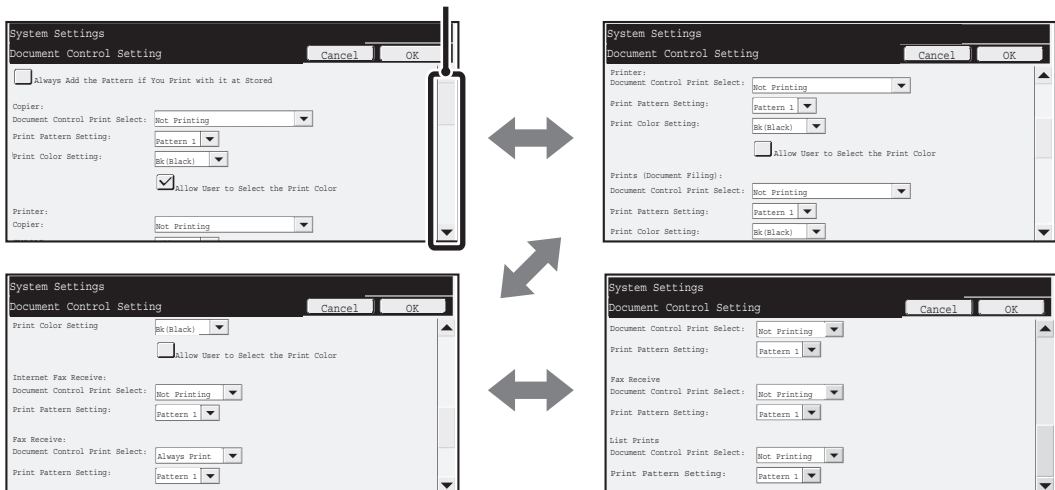 System Settings
Document Control Setting Cancel OK
Always Add the Pattern if You Print with it at Stored
Copier:
Document Control Print Select: Not Printing
Print Pattern Setting: Pattern 1
Print Color Setting: Bk(Black)
Allow User to Select the Print Color
Printer:
Copier: Not Printing
System Settings
Document Control Setting Cancel OK
Printer:
Document Control Print Select: Not Printing
Print Pattern Setting: Pattern 1
Print Color Setting: Bk(Black)
Allow User to Select the Print Color
Prints (Document Filing):
Document Control Print Select: Not Printing
Print Pattern Setting: Pattern 1
Print Color Setting: Bk(Black)
System Settings
Document Control Setting Cancel OK
Print Color Setting Bk(Black)
Allow User to Select the Print Color
Internet Fax Receive:
Document Control Print Select: Not Printing
Print Pattern Setting: Pattern 1
Fax Receive:
Document Control Print Select: Always Print
Print Pattern Setting: Pattern 1
System Settings
Document Control Setting Cancel OK
Document Control Print Select: Not Printing
Print Pattern Setting: Pattern 1
Fax Receive
Document Control Print Select: Not Printing
Print Pattern Setting: Pattern 1
List Prints
Document Control Print Select: Not Printing
Print Pattern Setting: Pattern 1